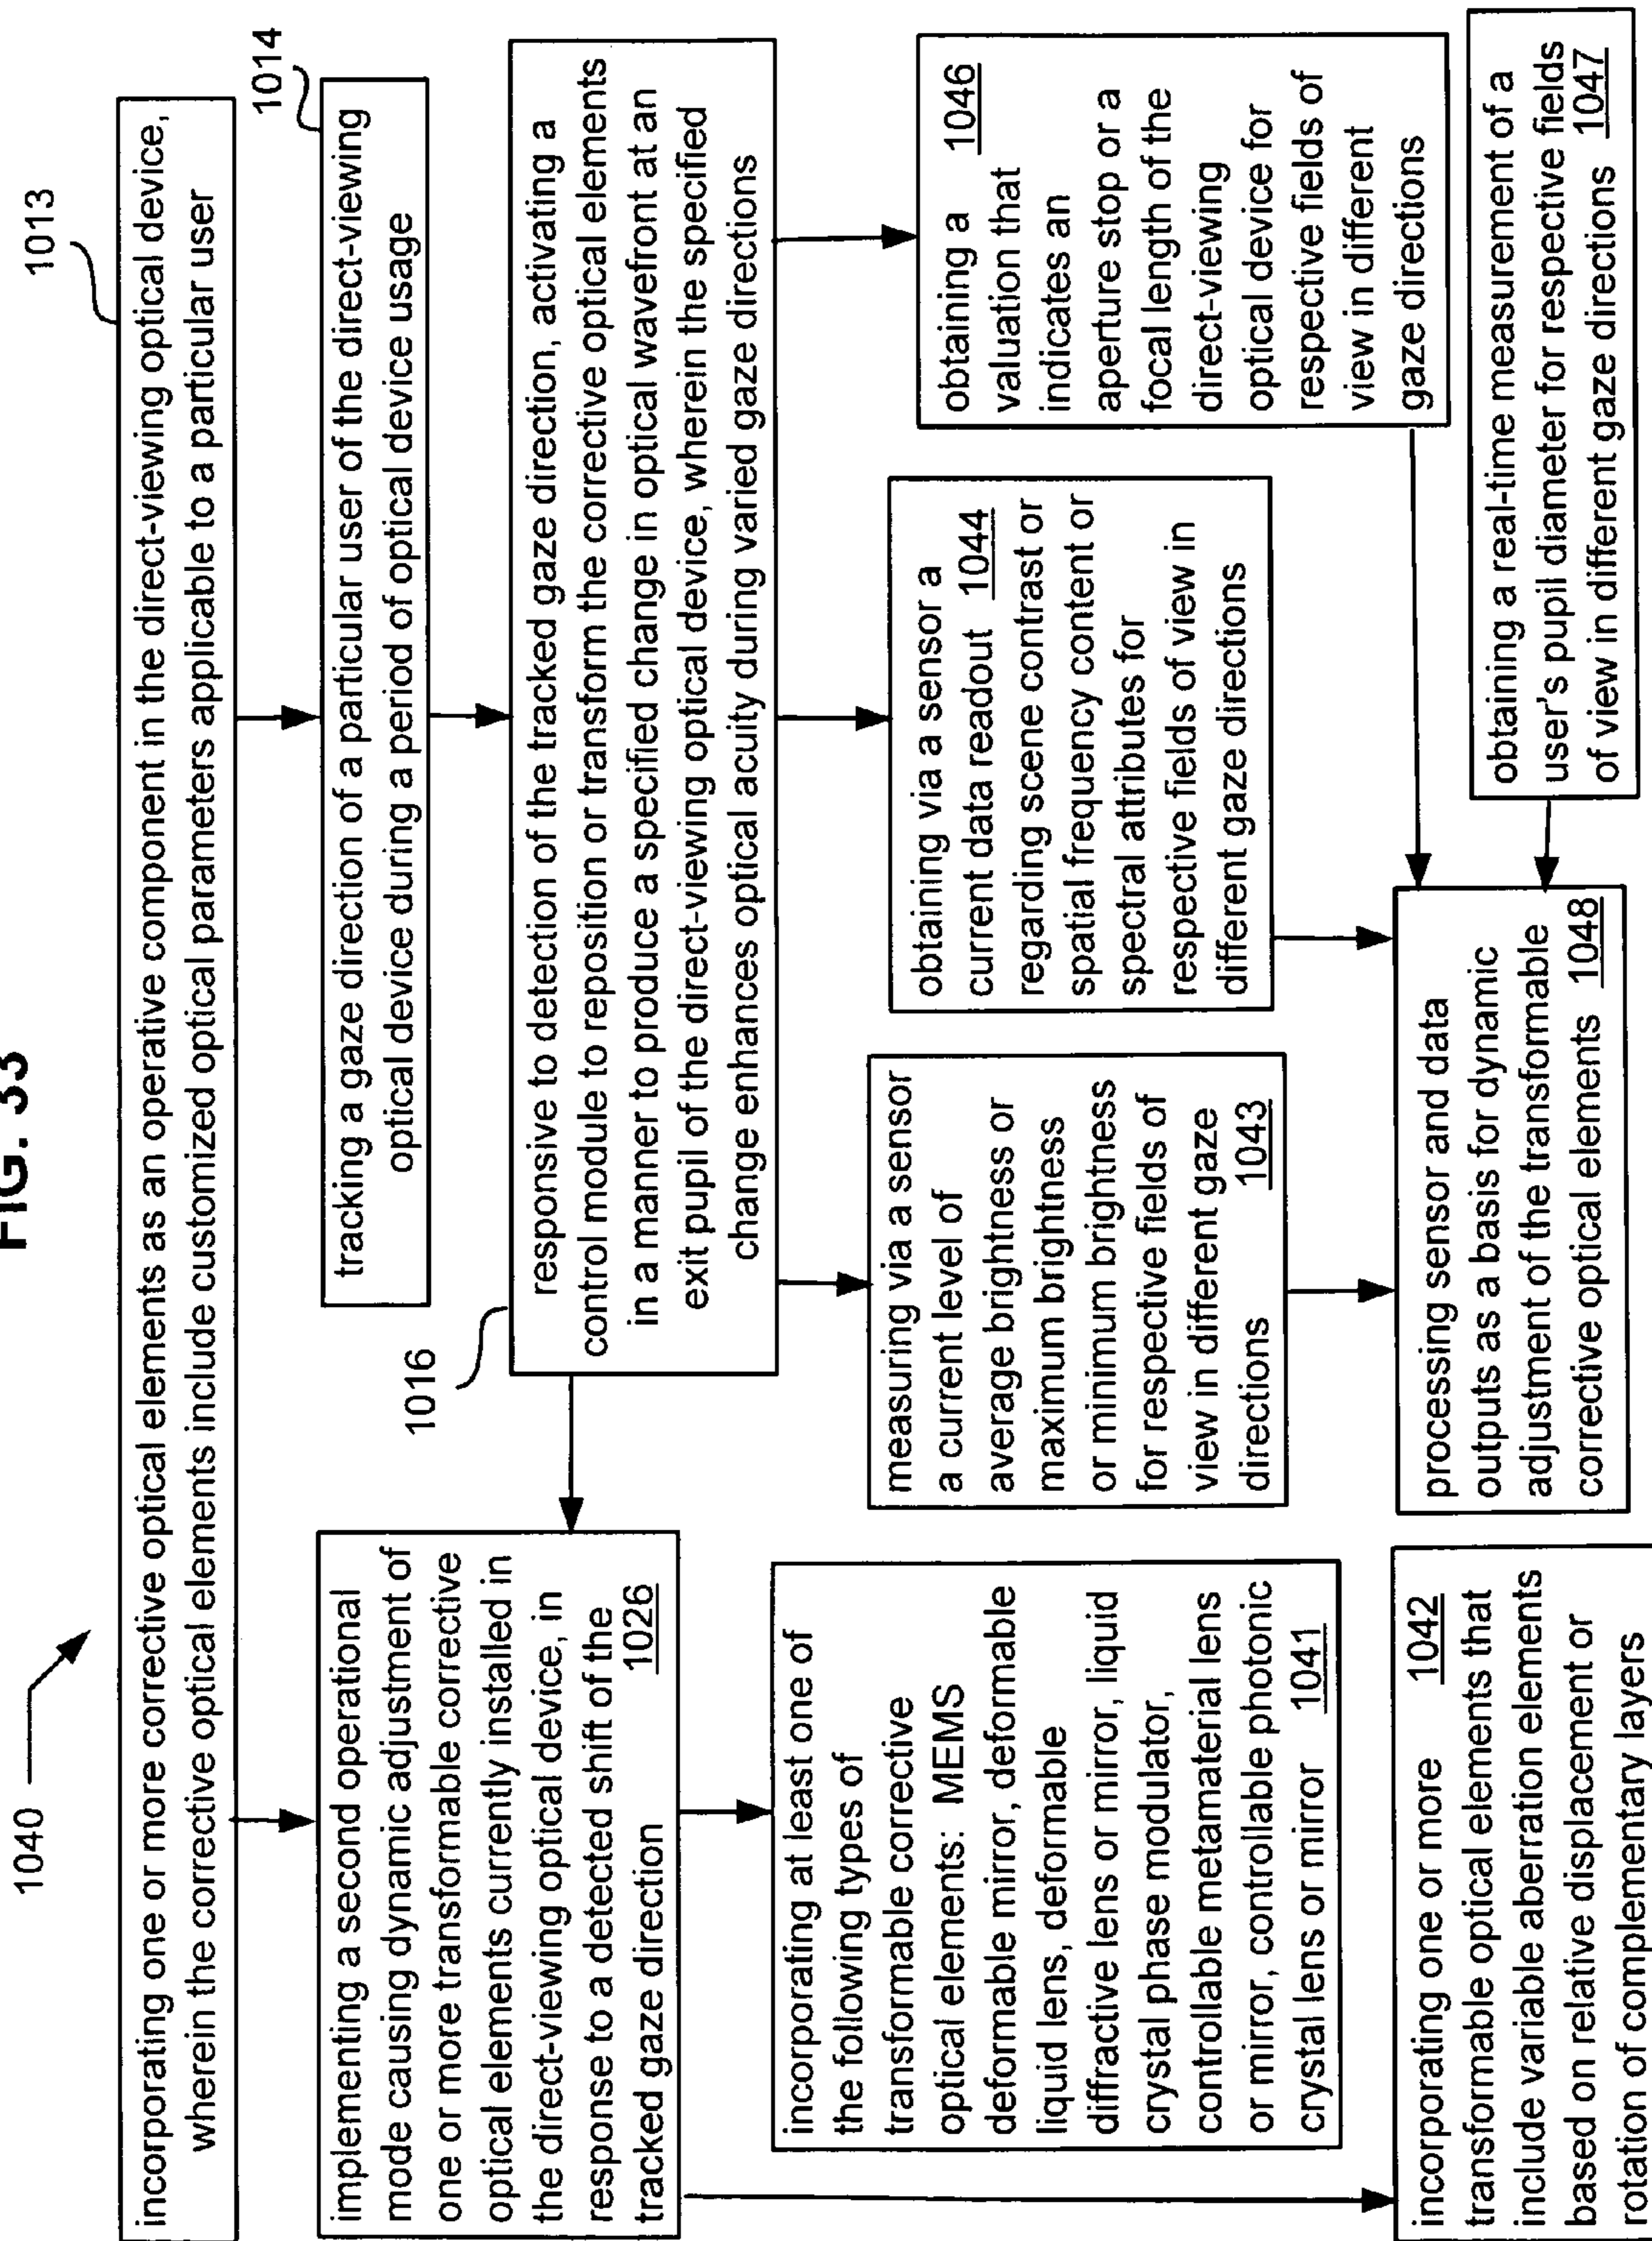 FIG. 33
1040
1013
incorporating one or more corrective optical elements as an operative component in the direct-viewing optical device,
wherein the corrective optical elements include customized optical parameters applicable to a particular user
1014
tracking a gaze direction of a particular user of the direct-viewing
optical device during a period of optical device usage
1016
responsive to detection of the tracked gaze direction, activating a
control module to reposition or transform the corrective optical elements
in a manner to produce a specified change in optical wavefront at an
exit pupil of the direct-viewing optical device, wherein the specified
change enhances optical acuity during varied gaze directions
implementing a second operational
mode causing dynamic adjustment of
one or more transformable corrective
optical elements currently installed in
the direct-viewing optical device, in
response to a detected shift of the
tracked gaze direction 1026
incorporating at least one of
the following types of
transformable corrective
optical elements: MEMS
deformable mirror, deformable
liquid lens, deformable
diffractive lens or mirror, liquid
crystal phase modulator,
controllable metamaterial lens
or mirror, controllable photonic
crystal lens or mirror 1041
incorporating one or more 1042
transformable optical elements that
include variable aberration elements
based on relative displacement or
rotation of complementary layers
measuring via a sensor
a current level of
average brightness or
maximum brightness
or minimum brightness
for respective fields of
view in different gaze
directions 1043
obtaining via a sensor a
current data readout 1044
regarding scene contrast or
spatial frequency content or
spectral attributes for
respective fields of view in
different gaze directions
obtaining a 1046
valuation that
indicates an
aperture stop or a
focal length of the
direct-viewing
optical device for
respective fields of
view in different
gaze directions
processing sensor and data
outputs as a basis for dynamic
adjustment of the transformable
corrective optical elements 1048
obtaining a real-time measurement of a
user's pupil diameter for respective fields
of view in different gaze directions 1047